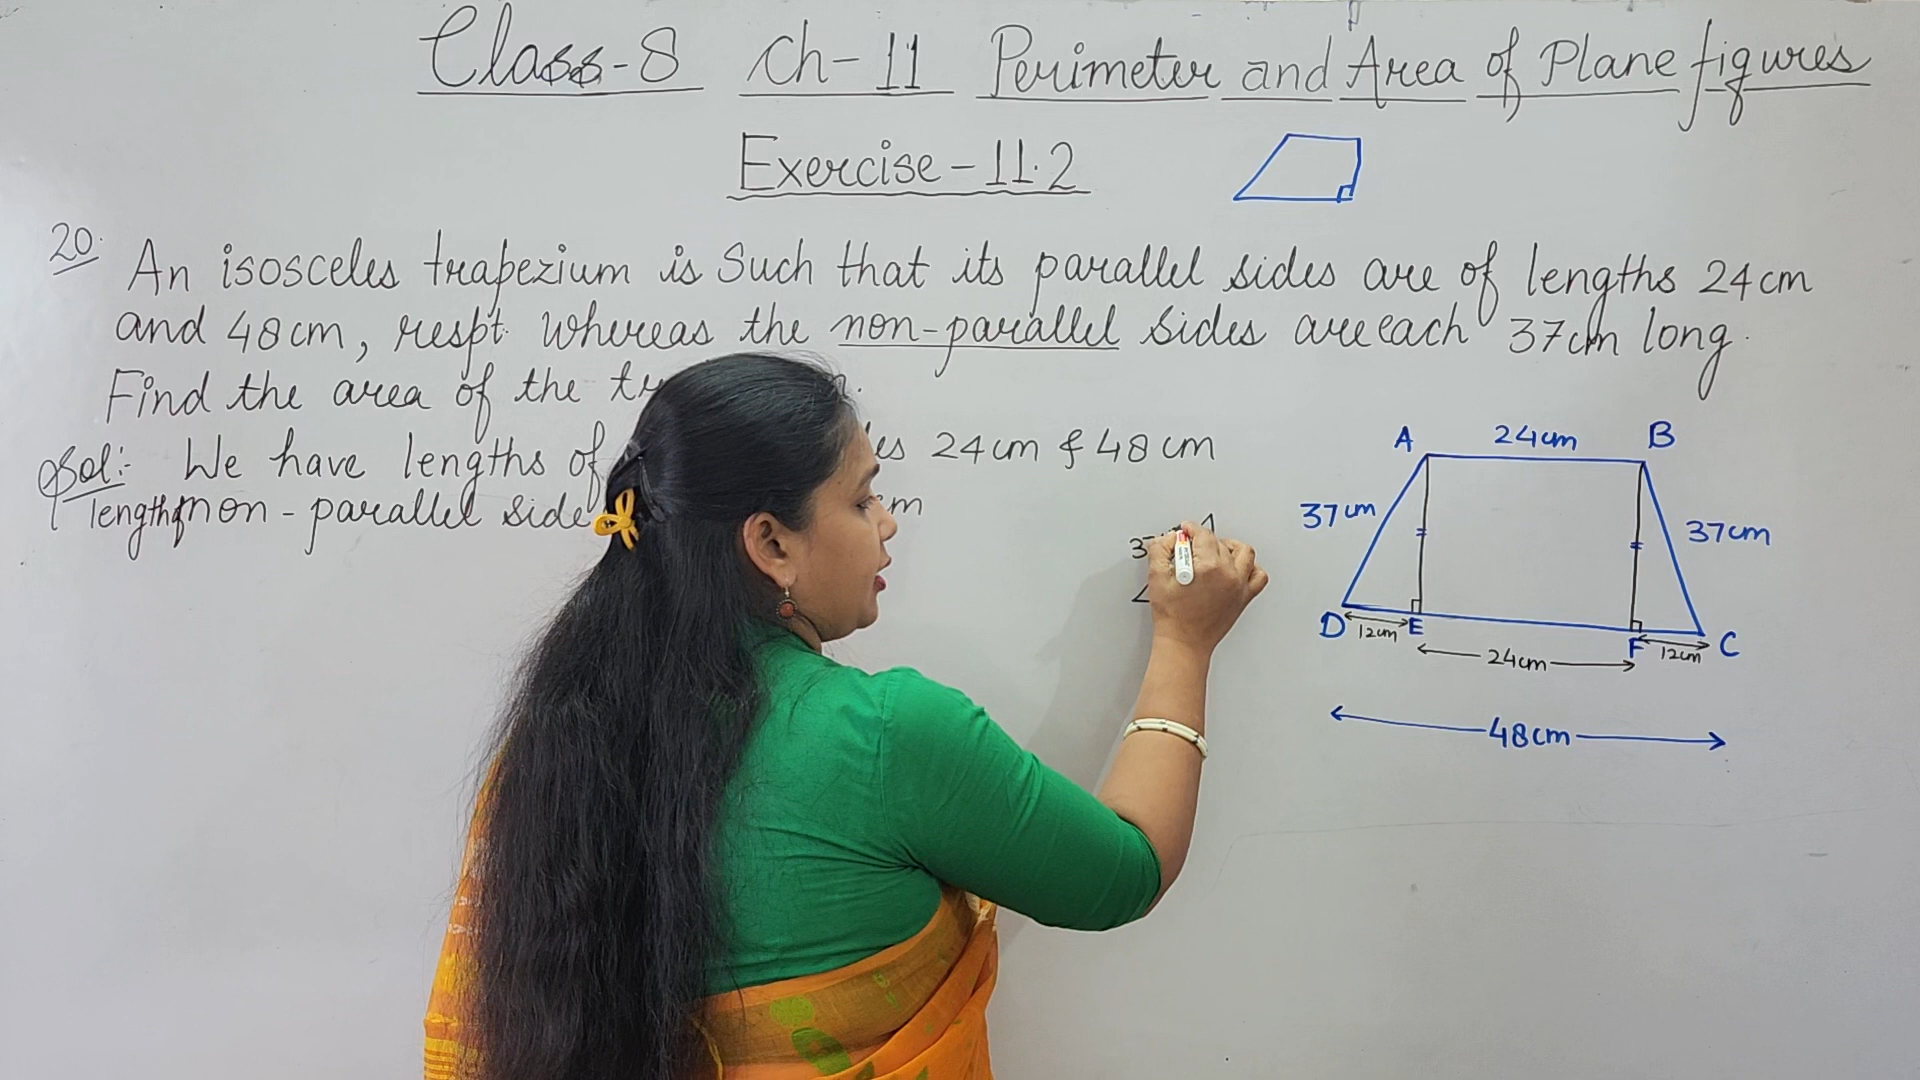 Class-8 Ch-11 Perimeter and Area of Plane figures
Exercise-11.2
20. An isosceles trapezium is Such that its parallel sides are of lengths 24cm
and 48cm, respt. whereas the non-parallel sides are each 37cm long.
Find the area of the
Sol:- We have lengths of 24cm & 48cm
length of non-parallel side cm
A 24cm B
37cm 37cm
D 12cm E F 12cm C
24cm
48cm